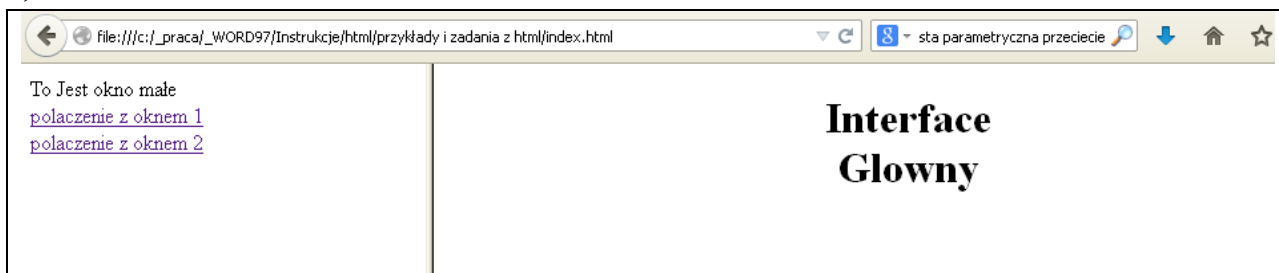 file:///c:/_praca/_WORD97/Instrukcje/html/przykłady i zadania z html/index.html
sta parametryczna przeciecie
To Jest okno małe
polaczenie z oknem 1
polaczenie z oknem 2
Interface
Glowny